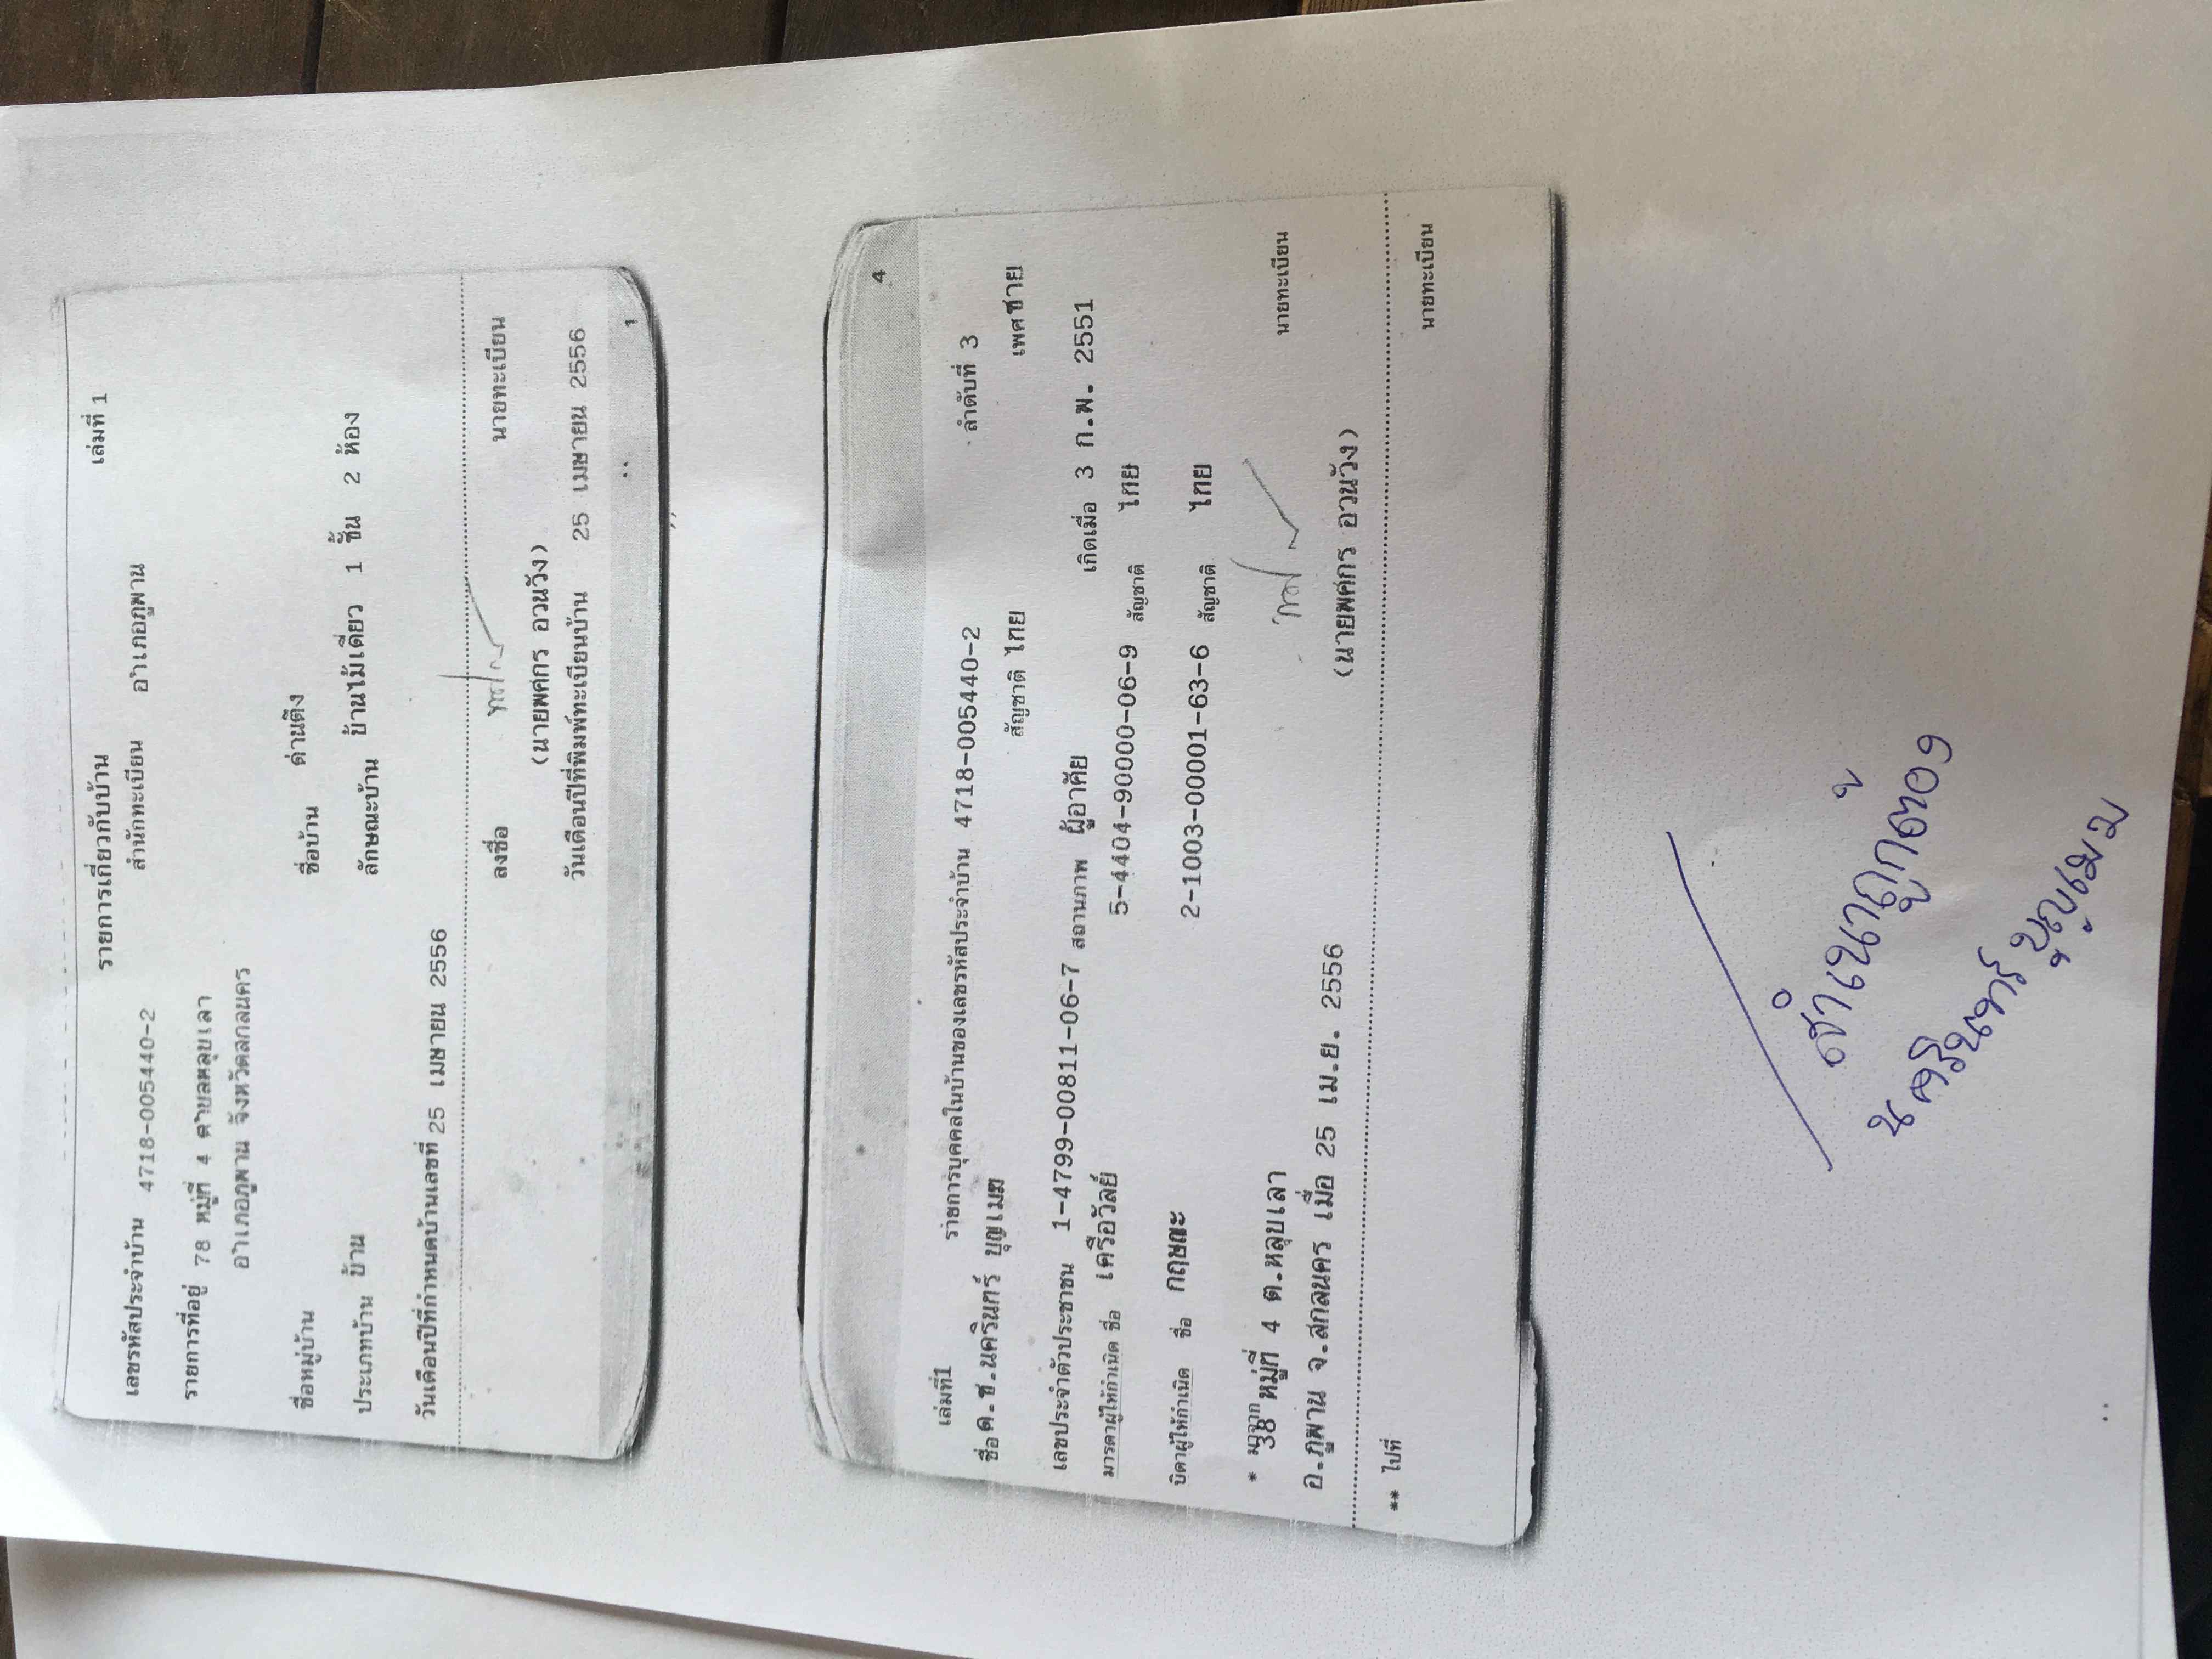 รายการเกี่ยวกับบ้าน เล่มที่ 1
เลขรหัสประจำบ้าน 4718-005440-2 สำนักทะเบียน อำเภอภูพาน
รายการที่อยู่ 78 หมู่ที่ 4 ตำบลหลุบเลา
อำเภอภูพาน จังหวัดสกลนคร
ชื่อหมู่บ้าน ชื่อบ้าน ด่านตึง
ประเภทบ้าน บ้าน ลักษณะบ้าน บ้านไม้เดี่ยว 1 ชั้น 2 ห้อง
วันเดือนปีที่กำหนดบ้านเลขที่ 25 เมษายน 2556
ลงชื่อ นายทะเบียน
(นายพศกร อวนวัง)
วันเดือนปีที่พิมพ์ทะเบียนบ้าน 25 เมษายน 2556
1
4
เล่มที่1 รายการบุคคลในบ้านของเลขรหัสประจำบ้าน 4718-005440-2 ลำดับที่ 3
ชื่อ ด.ช.นครินทร์ บุญเมฆ สัญชาติ ไทย เพศ ชาย
เลขประจำตัวประชาชน 1-4799-00811-06-7 สถานภาพ ผู้อาศัย เกิดเมื่อ 3 ก.พ. 2551
มารดาผู้ให้กำเนิด ชื่อ เครือวัลย์ 5-4404-90000-06-9 สัญชาติ ไทย
บิดาผู้ให้กำเนิด ชื่อ กฤษณะ 2-1003-00001-63-6 สัญชาติ ไทย
* มาจาก
38 หมู่ที่ 4 ต.หลุบเลา
อ.ภูพาน จ.สกลนคร เมื่อ 25 เม.ย. 2556 นายทะเบียน
(นายพศกร อวนวัง)
** ไปที่ นายทะเบียน
สำเนาถูกต้อง
นครินทร์ บุญเมฆ